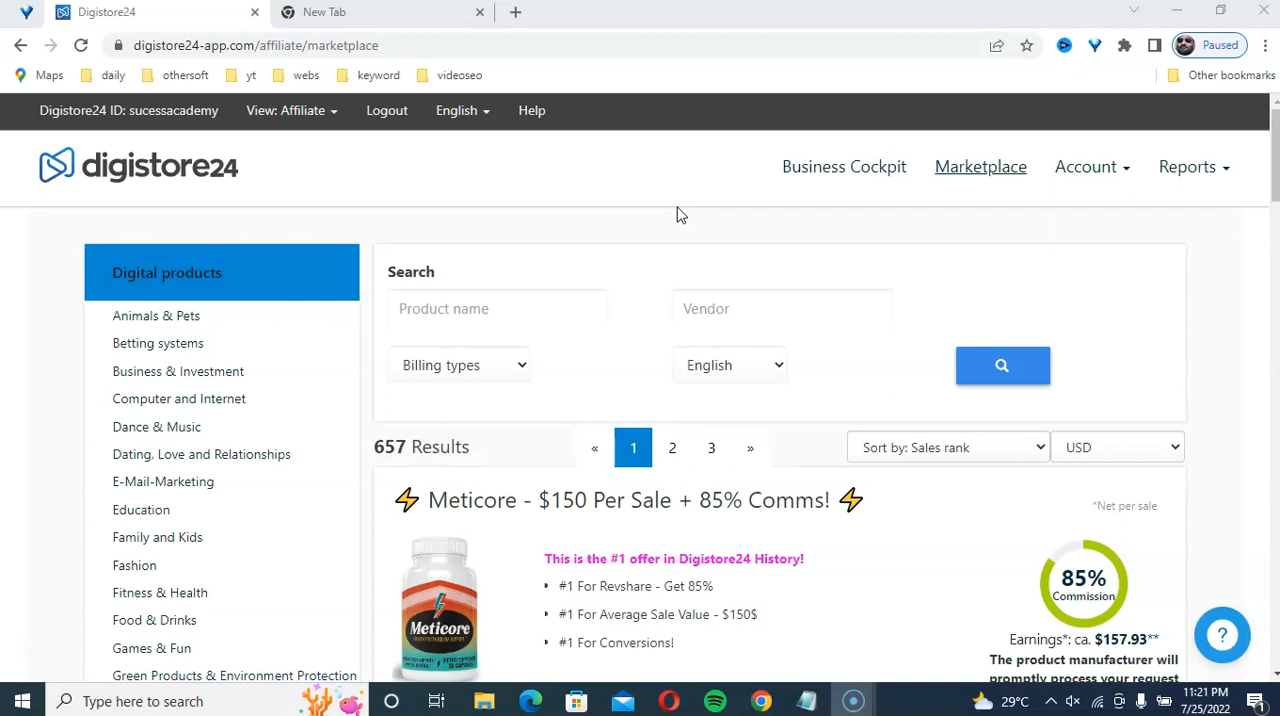 Digistore24
New Tab
digistore24-app.com/affiliate/marketplace
Paused
Maps daily othersoft yt webs keyword videoseo Other bookmarks
Digistore24 ID: sucessacademy View: Affiliate Logout English Help
digistore24
Business Cockpit Marketplace Account Reports
Digital products
Animals & Pets
Betting systems
Business & Investment
Computer and Internet
Dance & Music
Dating, Love and Relationships
E-Mail-Marketing
Education
Family and Kids
Fashion
Fitness & Health
Food & Drinks
Games & Fun
Green Products & Environment Protection
Search
Product name Vendor
Billing types English
657 Results « 1 2 3 » Sort by: Sales rank USD
⚡ Meticore - $150 Per Sale + 85% Comms! ⚡
*Net per sale
Meticore
This is the #1 offer in Digistore24 History!
#1 For Revshare - Get 85%
#1 For Average Sale Value - $150$
#1 For Conversions!
85%
Commission
Earnings*: ca. $157.93**
The product manufacturer will
promptly process your request
?
Type here to search
29°C
11:21 PM
7/25/2022
1